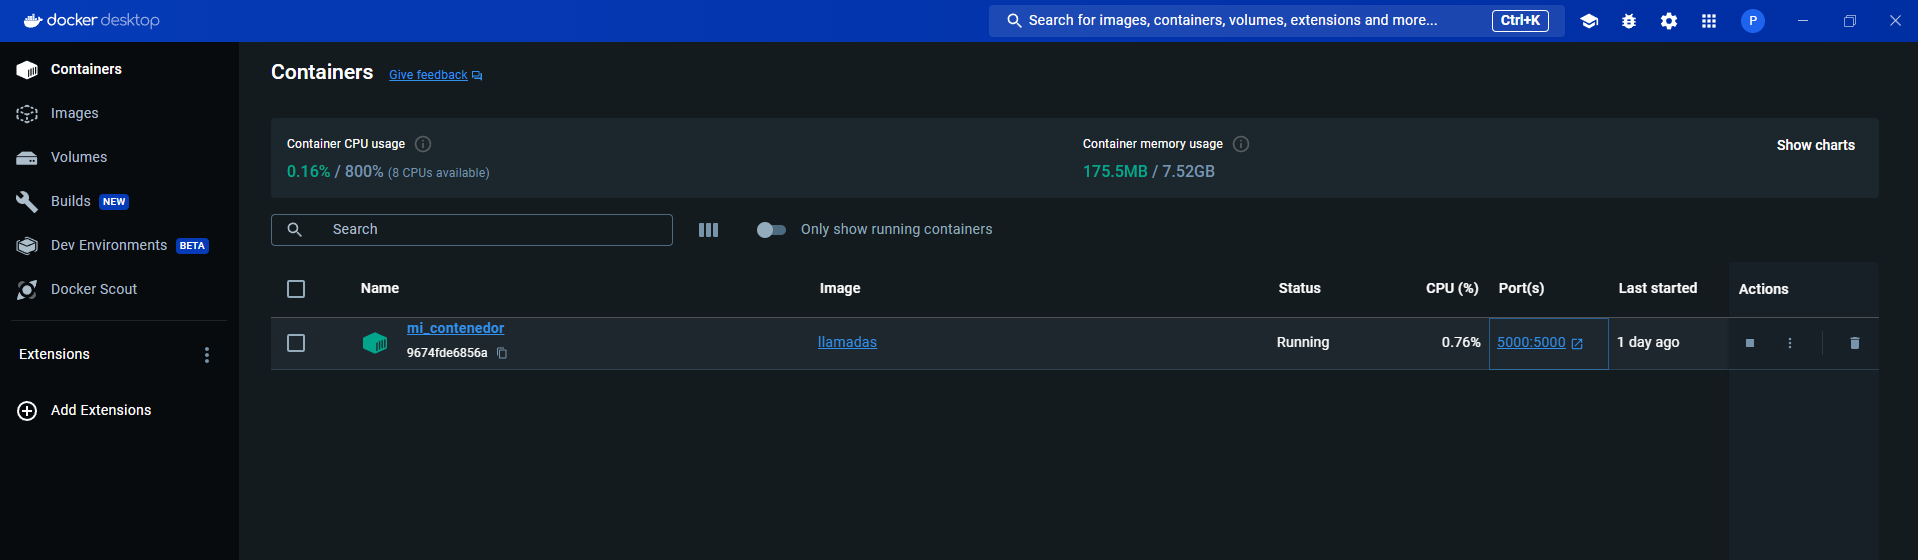 docker desktop
Search for images, containers, volumes, extensions and more...
Ctrl+K
P
Containers
Images
Volumes
Builds NEW
Dev Environments BETA
Docker Scout
Extensions
Add Extensions
Containers Give feedback
Container CPU usage
0.16% / 800% (8 CPUs available)
Container memory usage
175.5MB / 7.52GB
Show charts
Search
Only show running containers
Name Image Status CPU (%) Port(s) Last started Actions
mi_contenedor
9674fde6856a
llamadas Running 0.76% 5000:5000 1 day ago